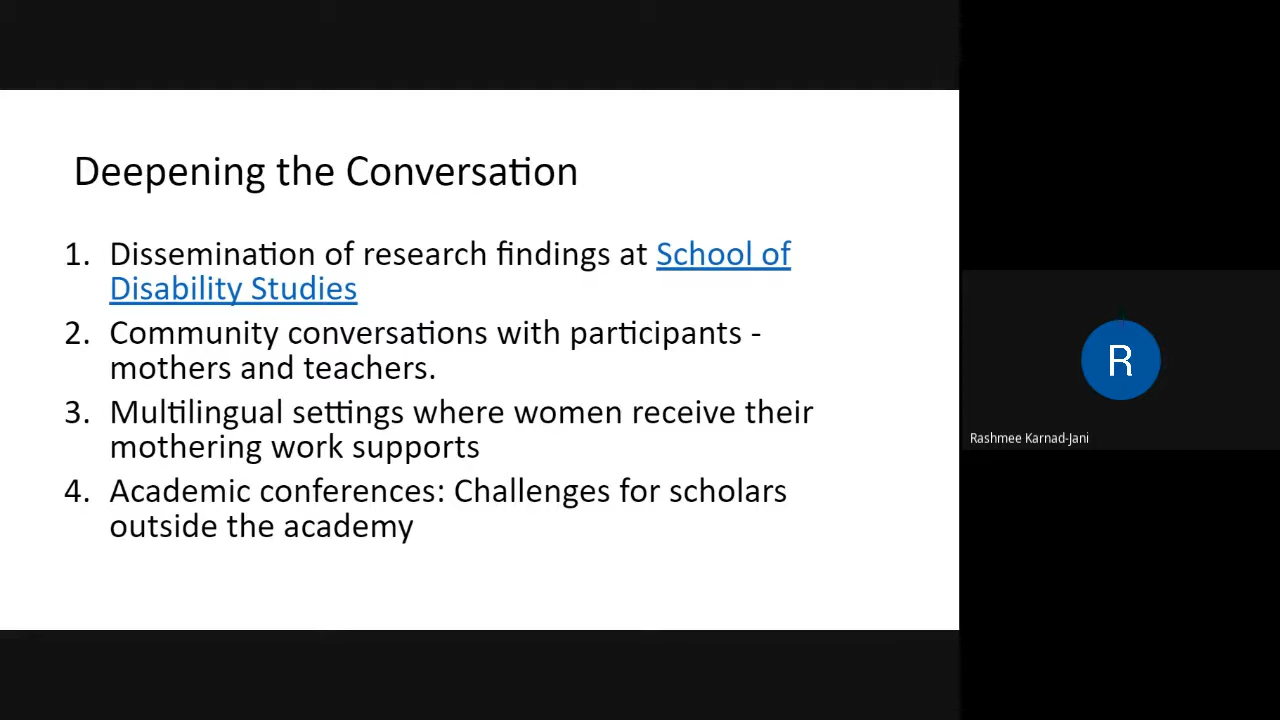 Deepening the Conversation
1. Dissemination of research findings at School of
Disability Studies
2. Community conversations with participants -
mothers and teachers.
3. Multilingual settings where women receive their
mothering work supports
4. Academic conferences: Challenges for scholars
outside the academy
R
Rashmee Karnad-Jani